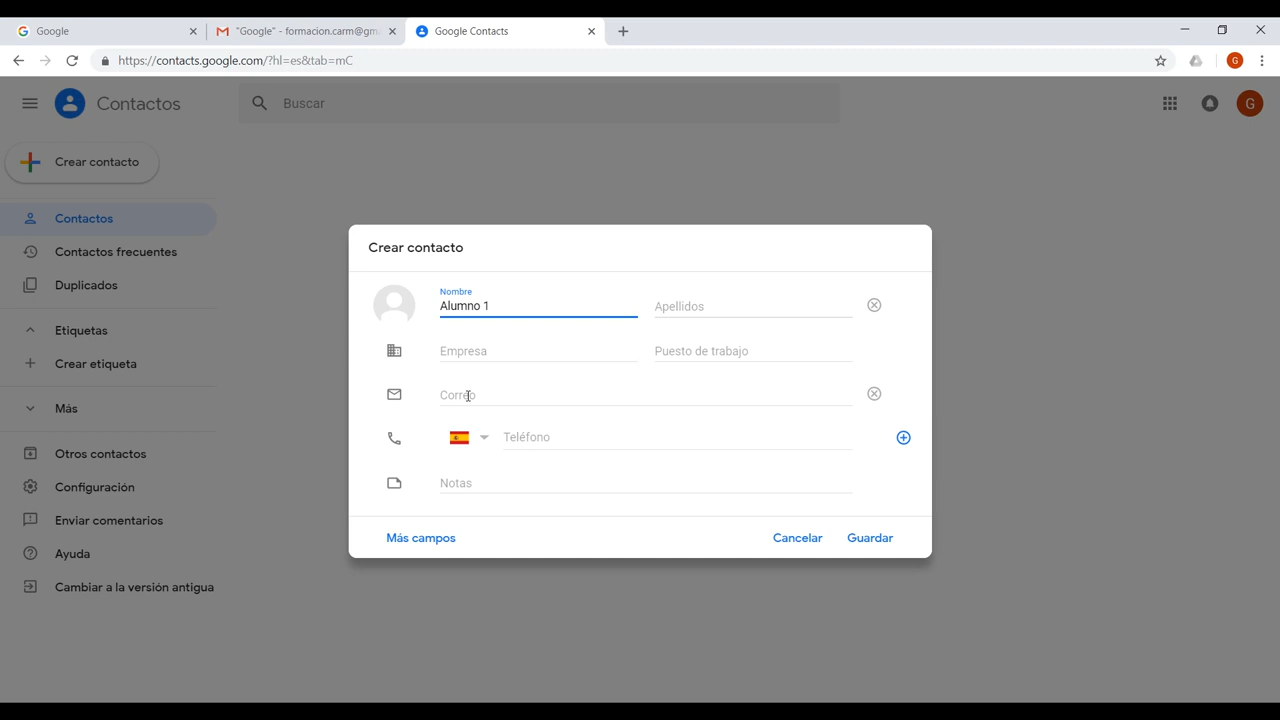 Google
"Google" - formacion.carm@gm
Google Contacts
https://contacts.google.com/?hl=es&tab=mC
G
Contactos
Buscar
G
Crear contacto
Contactos
Contactos frecuentes
Duplicados
Etiquetas
Crear etiqueta
Más
Otros contactos
Configuración
Enviar comentarios
Ayuda
Cambiar a la versión antigua
Crear contacto
Nombre
Alumno 1
Apellidos
Empresa
Puesto de trabajo
Correo
Teléfono
Notas
Más campos
Cancelar
Guardar